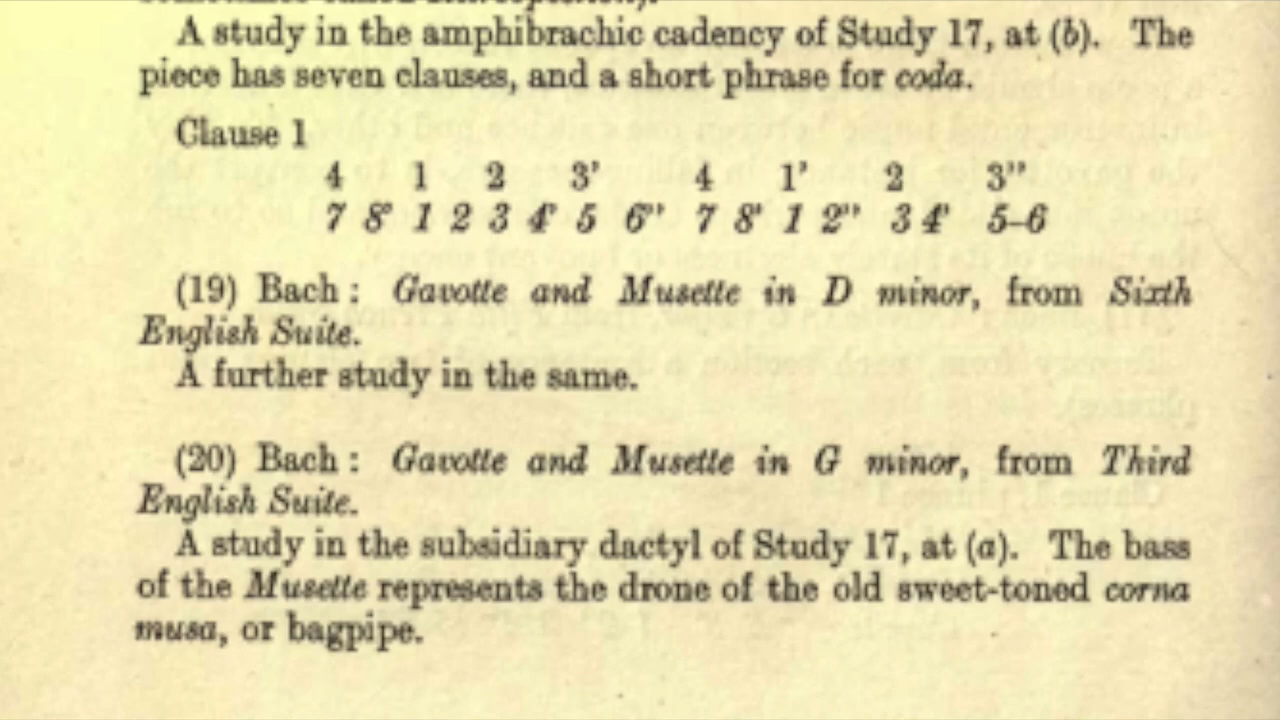 A study in the amphibrachic cadency of Study 17, at (b). The
piece has seven clauses, and a short phrase for coda.
Clause 1
4 1 2 3' 4 1' 2 3"
7 8' 1 2 3 4' 5 6" 7 8' 1 2" 3 4' 5-6
(19) Bach : Gavotte and Musette in D minor, from Sixth
English Suite.
A further study in the same.
(20) Bach : Gavotte and Musette in G minor, from Third
English Suite.
A study in the subsidiary dactyl of Study 17, at (a). The bass
of the Musette represents the drone of the old sweet-toned corna
musa, or bagpipe.